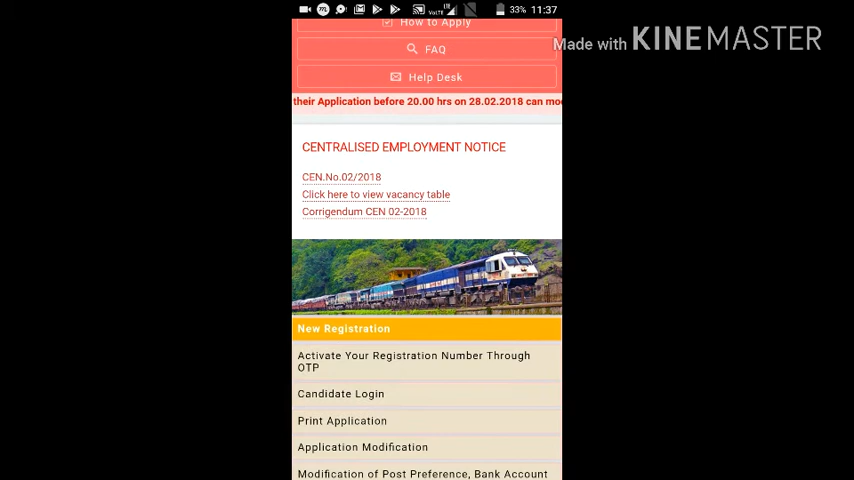 33% 11:37
How to Apply
Made with KINEMASTER
FAQ
Help Desk
their Application before 20.00 hrs on 28.02.2018 can mo
CENTRALISED EMPLOYMENT NOTICE
CEN.No.02/2018
Click here to view vacancy table
Corrigendum CEN 02-2018
New Registration
Activate Your Registration Number Through
OTP
Candidate Login
Print Application
Application Modification
Modification of Post Preference, Bank Account